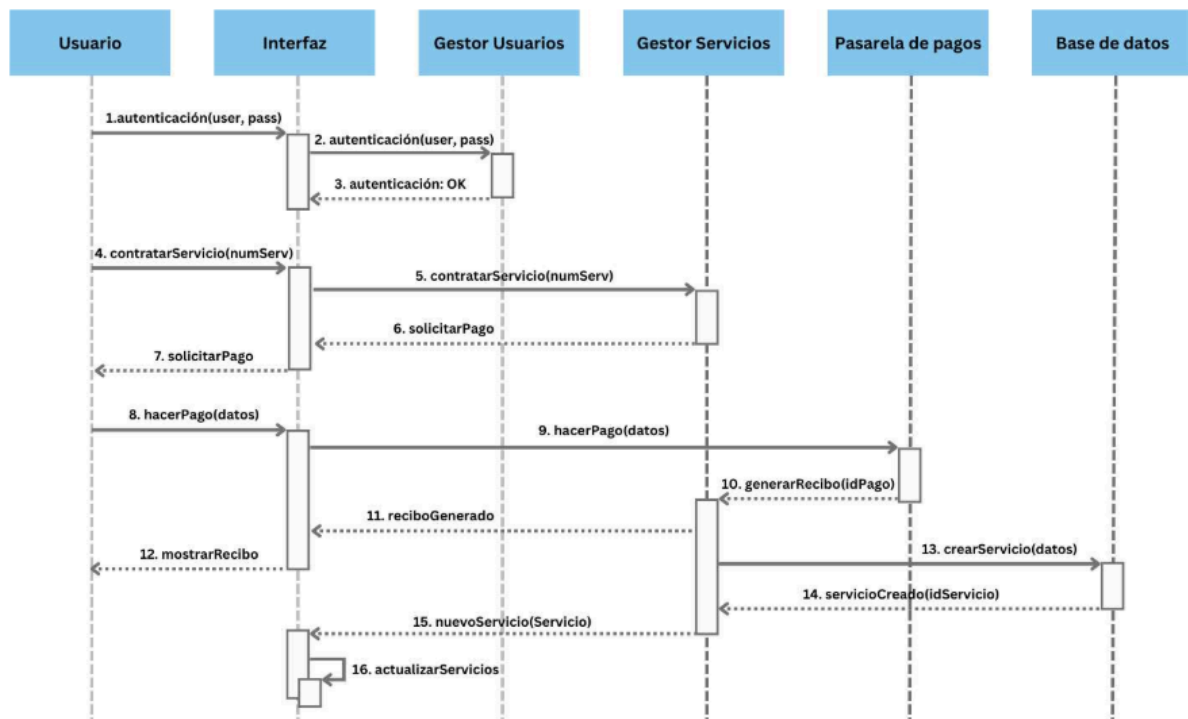 Usuario
Interfaz
Gestor Usuarios
Gestor Servicios
Pasarela de pagos
Base de datos
1.autenticación(user, pass)
2. autenticación(user, pass)
3. autenticación: OK
4. contratarServicio(numServ)
5. contratarServicio(numServ)
6. solicitarPago
7. solicitarPago
8. hacerPago(datos)
9. hacerPago(datos)
10. generarRecibo(idPago)
11. reciboGenerado
12. mostrarRecibo
13. crearServicio(datos)
14. servicioCreado(idServicio)
15. nuevoServicio(Servicio)
16. actualizarServicios